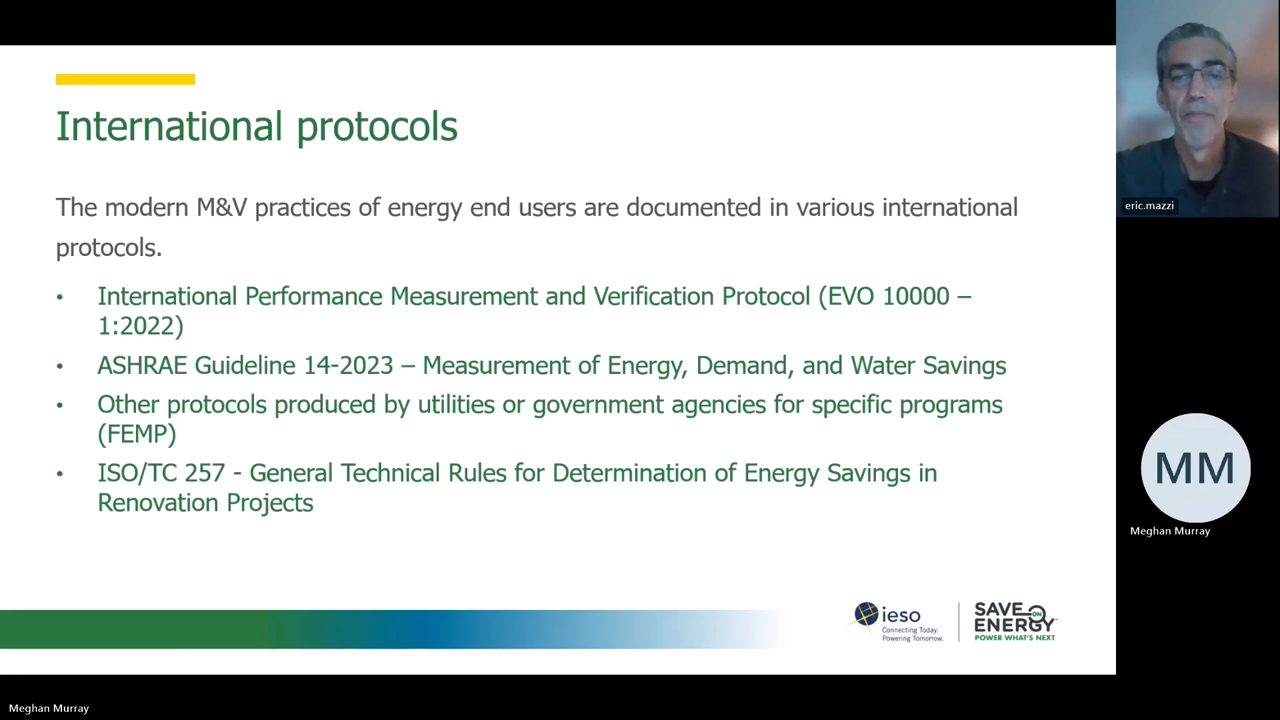 International protocols
The modern M&V practices of energy end users are documented in various international
protocols.
• International Performance Measurement and Verification Protocol (EVO 10000 –
1:2022)
• ASHRAE Guideline 14-2023 – Measurement of Energy, Demand, and Water Savings
• Other protocols produced by utilities or government agencies for specific programs
(FEMP)
• ISO/TC 257 - General Technical Rules for Determination of Energy Savings in
Renovation Projects
ieso
Connecting Today.
Powering Tomorrow.
SAVE ON
ENERGY
POWER WHAT'S NEXT
eric.mazzi
MM
Meghan Murray
Meghan Murray